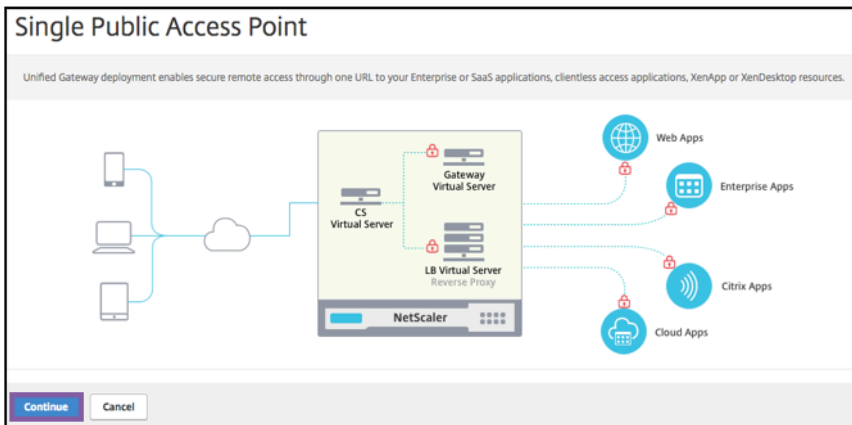 Single Public Access Point
Unified Gateway deployment enables secure remote access through one URL to your Enterprise or SaaS applications, clientless access applications, XenApp or XenDesktop resources.
Web Apps
Gateway
Virtual Server
Enterprise Apps
CS
Virtual Server
LB Virtual Server
Reverse Proxy
Citrix Apps
NetScaler
Cloud Apps
Continue
Cancel